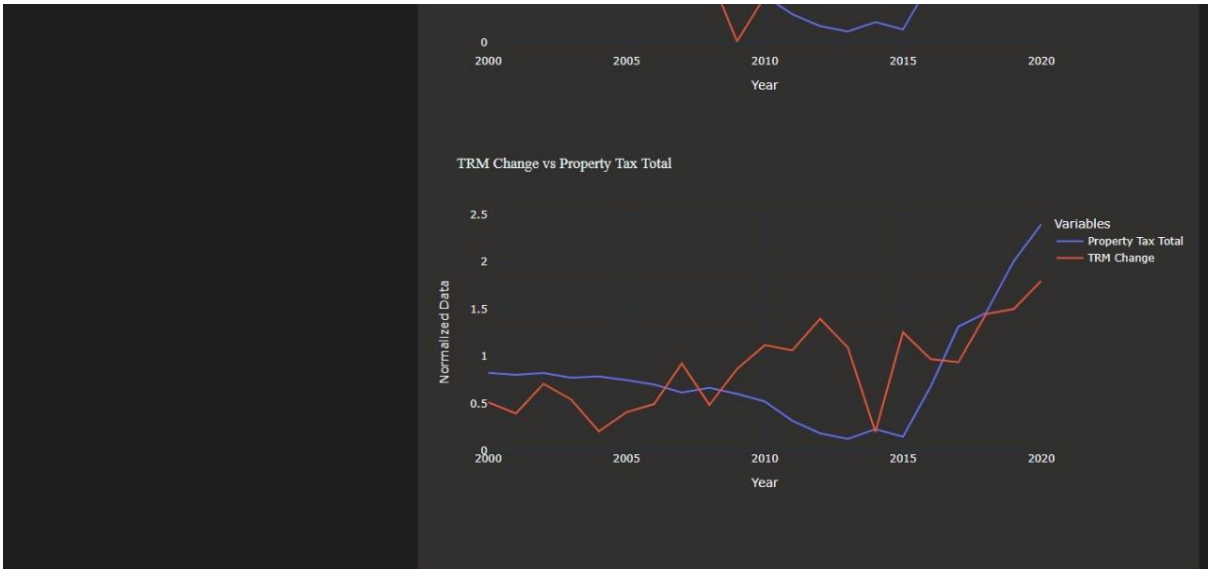 0
2000 2005 2010 2015 2020
Year
TRM Change vs Property Tax Total
2.5
2
1.5
1
0.5
0
Normalized Data
2000 2005 2010 2015 2020
Year
Variables
Property Tax Total
TRM Change